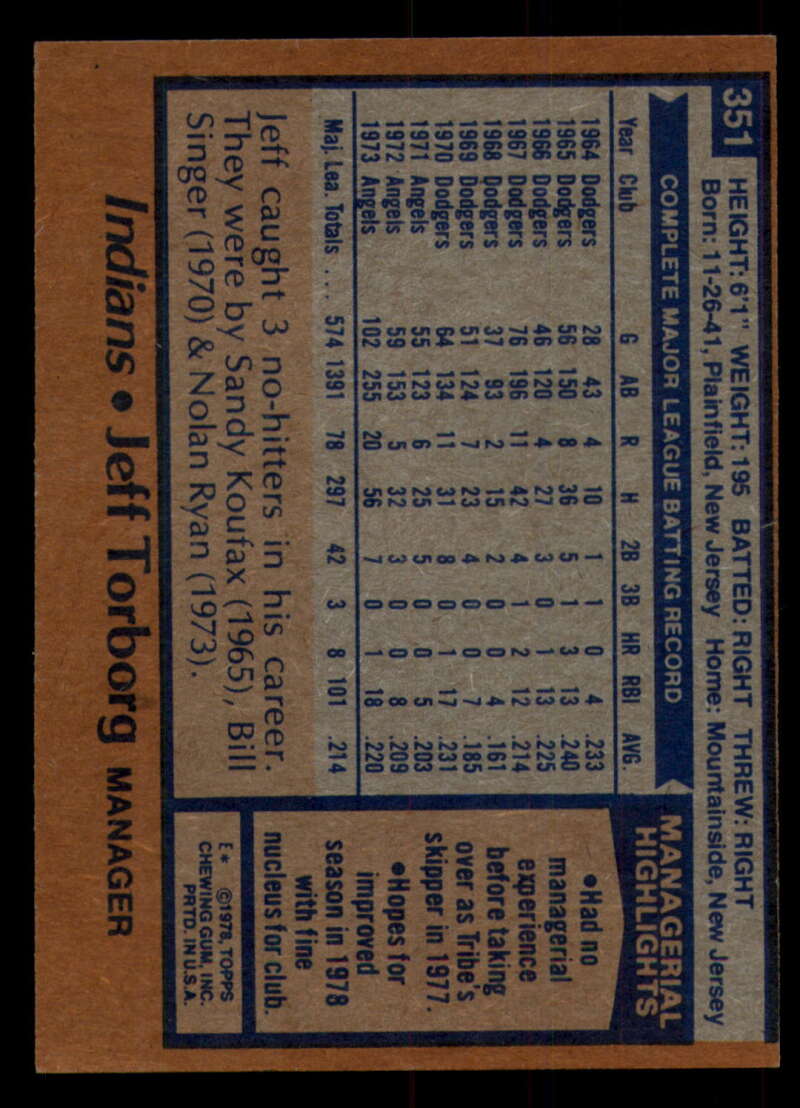 351
HEIGHT: 6'1" WEIGHT: 195 BATTED: RIGHT THREW: RIGHT
Born: 11-26-41, Plainfield, New Jersey Home: Mountainside, New Jersey
COMPLETE MAJOR LEAGUE BATTING RECORD
Year Club G AB R H 2B 3B HR RBI AVG.
1964 Dodgers 28 43 4 10 1 1 0 4 .233
1965 Dodgers 56 150 8 36 5 1 3 13 .240
1966 Dodgers 46 120 4 27 3 0 1 13 .225
1967 Dodgers 76 196 11 42 4 1 2 12 .214
1968 Dodgers 37 93 2 15 2 0 0 4 .161
1969 Dodgers 51 124 7 23 4 0 0 7 .185
1970 Dodgers 64 134 11 31 8 0 1 17 .231
1971 Angels 55 123 6 25 5 0 0 5 .203
1972 Angels 59 153 5 32 3 0 0 8 .209
1973 Angels 102 255 20 56 7 0 1 18 .220
Maj. Lea. Totals ... 574 1391 78 297 42 3 8 101 .214
Jeff caught 3 no-hitters in his career.
They were by Sandy Koufax (1965), Bill
Singer (1970) & Nolan Ryan (1973).
MANAGERIAL
HIGHLIGHTS
•Had no
managerial
experience
before taking
over as Tribe's
skipper in 1977.
•Hopes for
improved
season in 1978
with fine
nucleus for club.
E* ©1978, TOPPS
CHEWING GUM, INC.
PRTD. IN U.S.A.
Indians • Jeff Torborg MANAGER